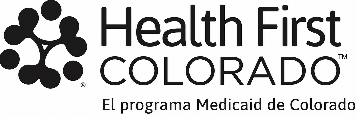 Health First
COLORADO™
®
El programa Medicaid de Colorado